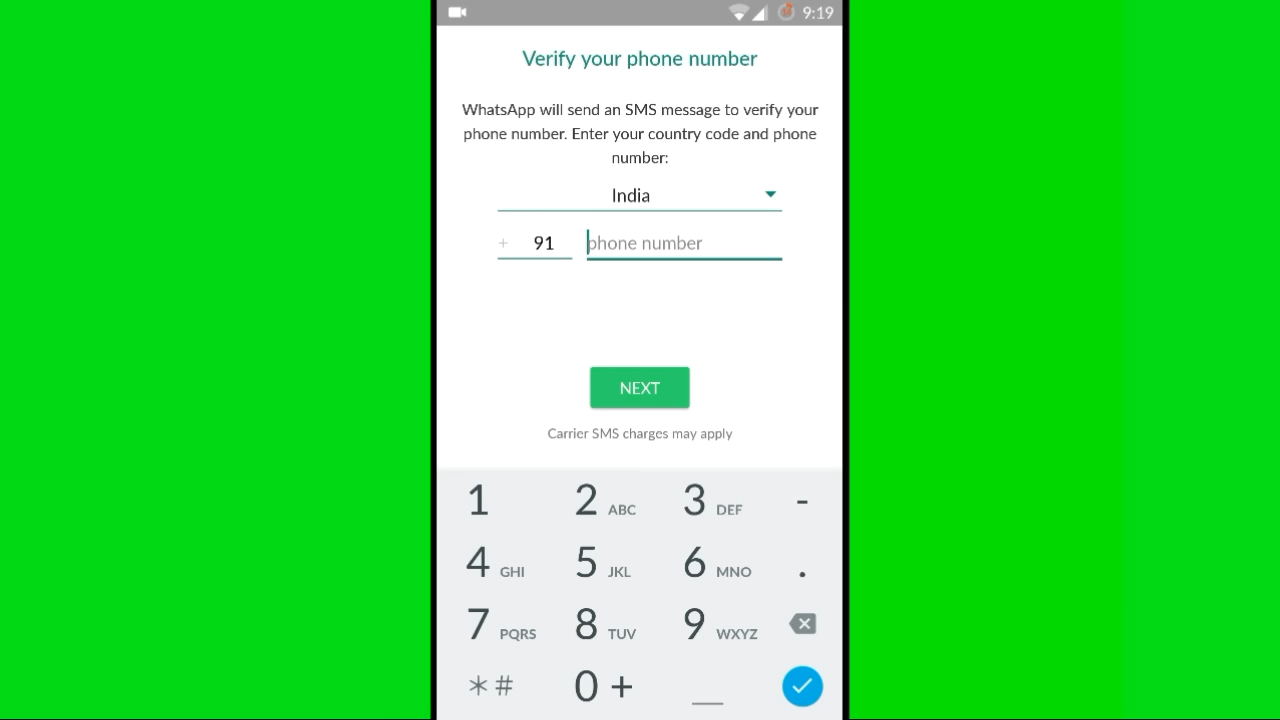 9:19
Verify your phone number
WhatsApp will send an SMS message to verify your
phone number. Enter your country code and phone
number:
India
+ 91 phone number
NEXT
Carrier SMS charges may apply
1 2 ABC 3 DEF -
4 GHI 5 JKL 6 MNO .
7 PQRS 8 TUV 9 WXYZ
*# 0 + _